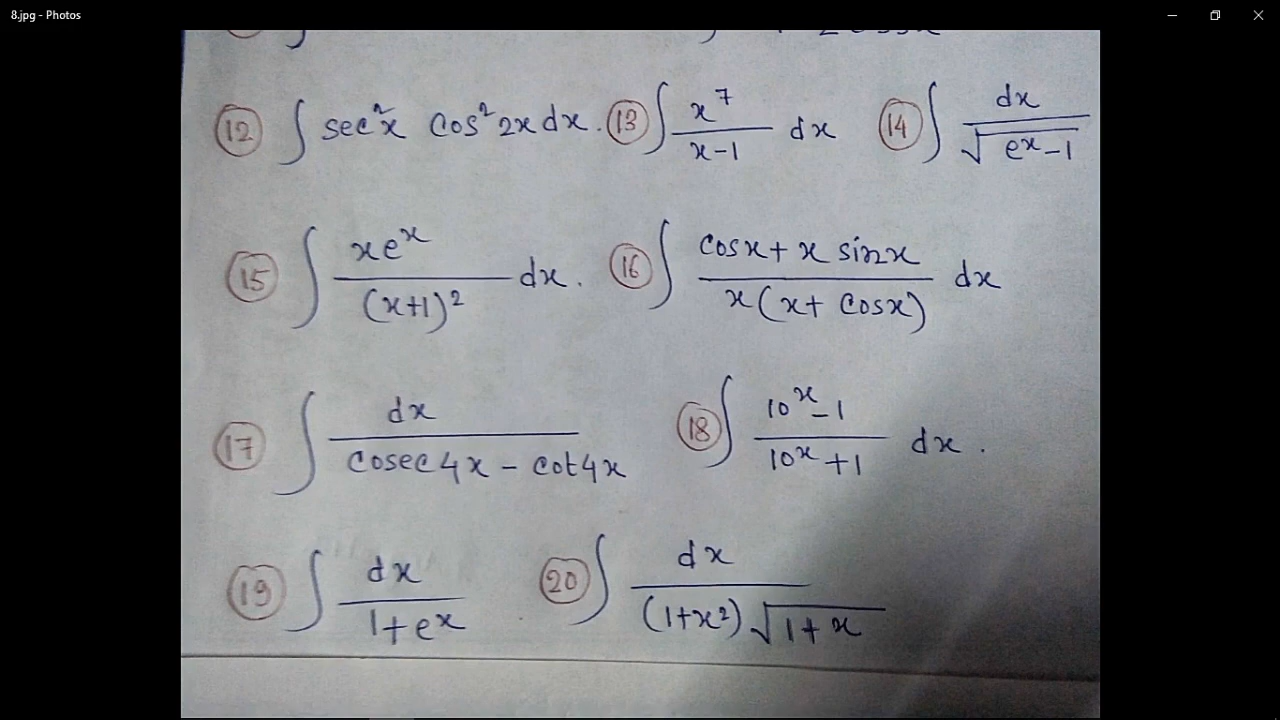 8.jpg - Photos
(12) ∫ sec²x cos²2x dx. (13) ∫ x⁷/(x-1) dx (14) ∫ dx/√(eˣ-1)
(15) ∫ xeˣ/(x+1)² dx. (16) ∫ (cosx + x sinx)/(x(x + cosx)) dx
(17) ∫ dx/(cosec4x - cot4x) (18) ∫ (10ˣ-1)/(10ˣ+1) dx.
(19) ∫ dx/(1+eˣ) (20) ∫ dx/((1+x²)√(1+x))